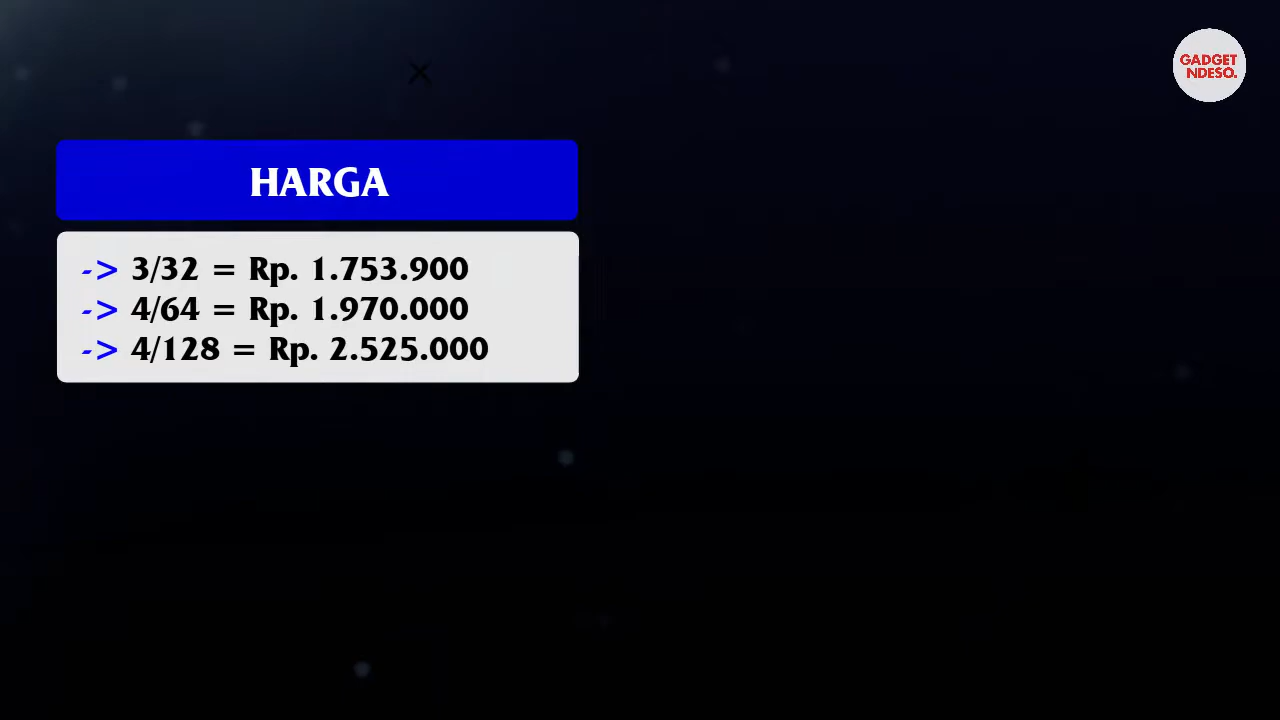 GADGET
NDESO.
HARGA
-> 3/32 = Rp. 1.753.900
-> 4/64 = Rp. 1.970.000
-> 4/128 = Rp. 2.525.000